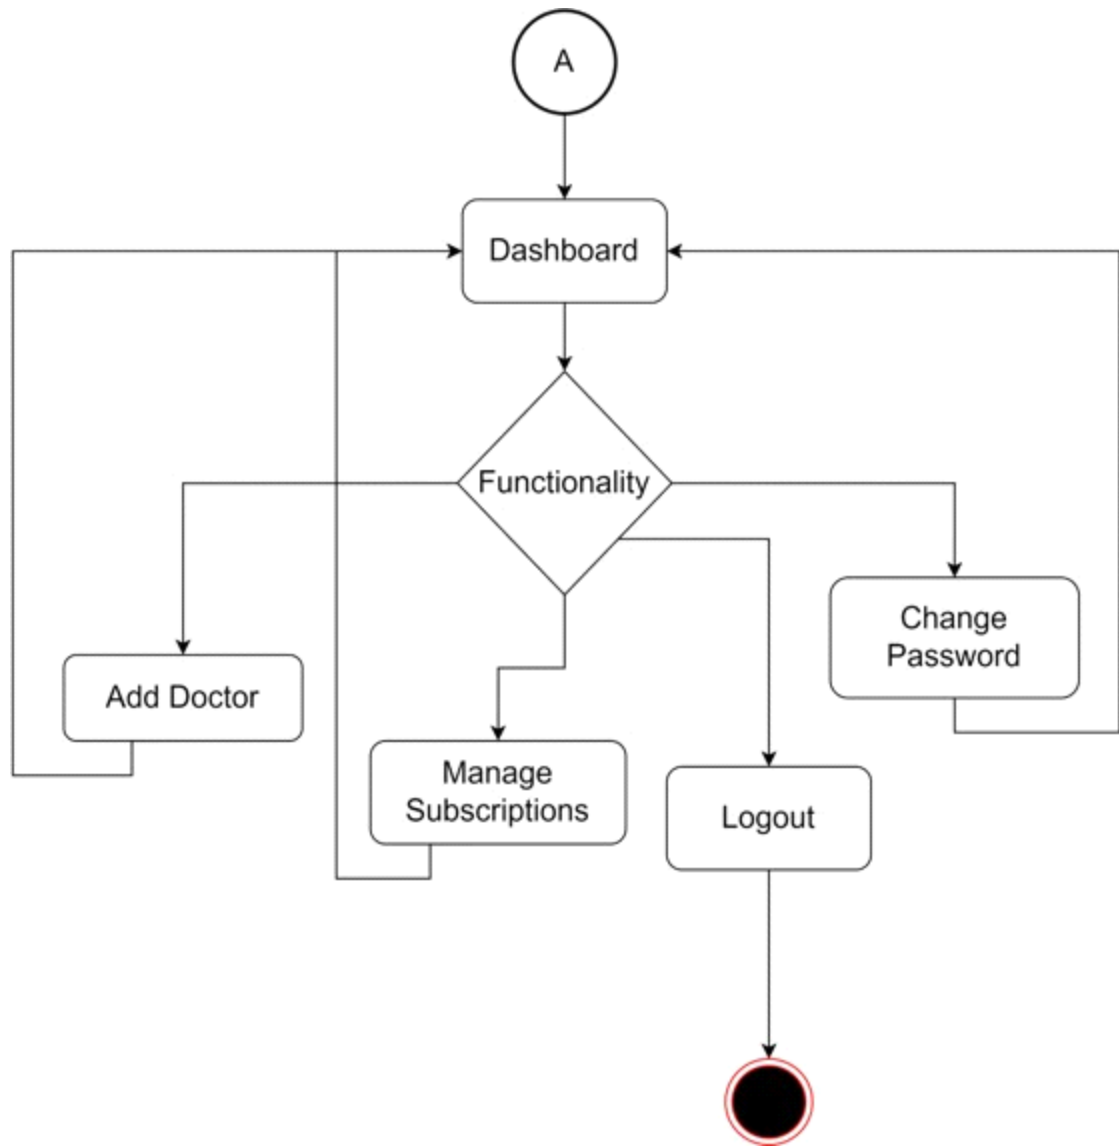 A
Dashboard
Functionality
Change
Password
Add Doctor
Manage
Subscriptions
Logout